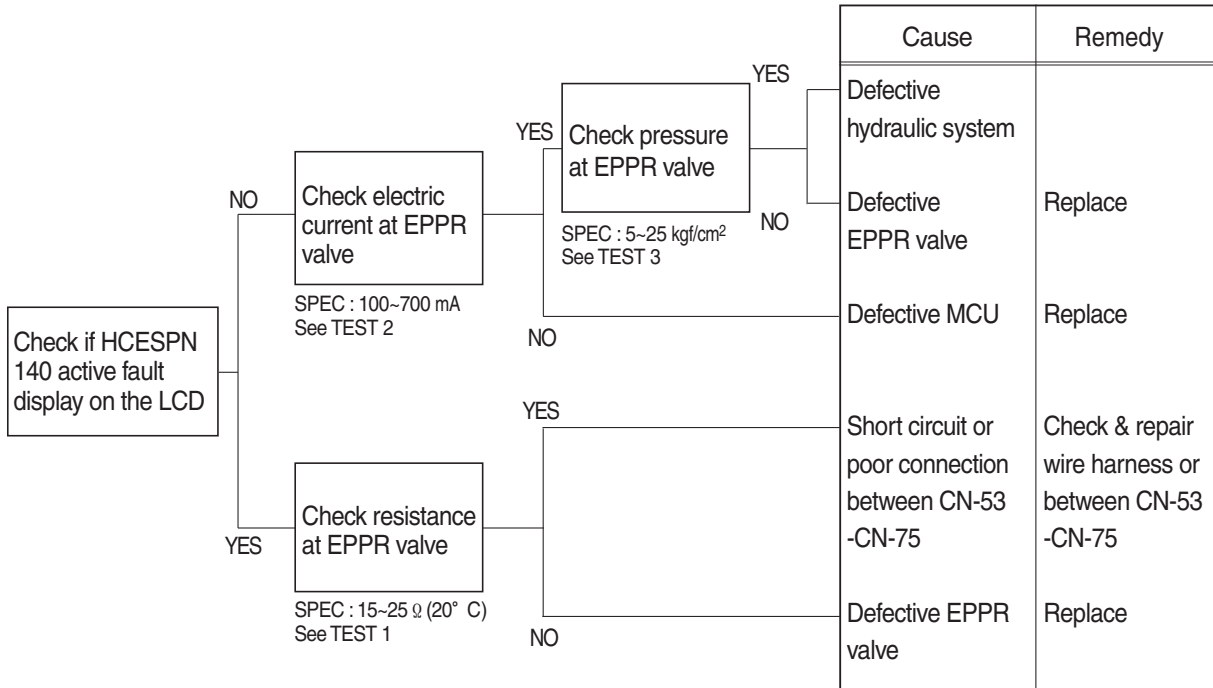 Cause
Remedy
Check if HCESPN
140 active fault
display on the LCD
NO
Check electric
current at EPPR
valve
SPEC : 100~700 mA
See TEST 2
YES
Check pressure
at EPPR valve
SPEC : 5~25 kgf/cm²
See TEST 3
YES
Defective
hydraulic system
NO
Defective
EPPR valve
Replace
NO
Defective MCU
Replace
YES
Check resistance
at EPPR valve
SPEC : 15~25 Ω (20° C)
See TEST 1
YES
Short circuit or
poor connection
between CN-53
-CN-75
Check & repair
wire harness or
between CN-53
-CN-75
NO
Defective EPPR
valve
Replace